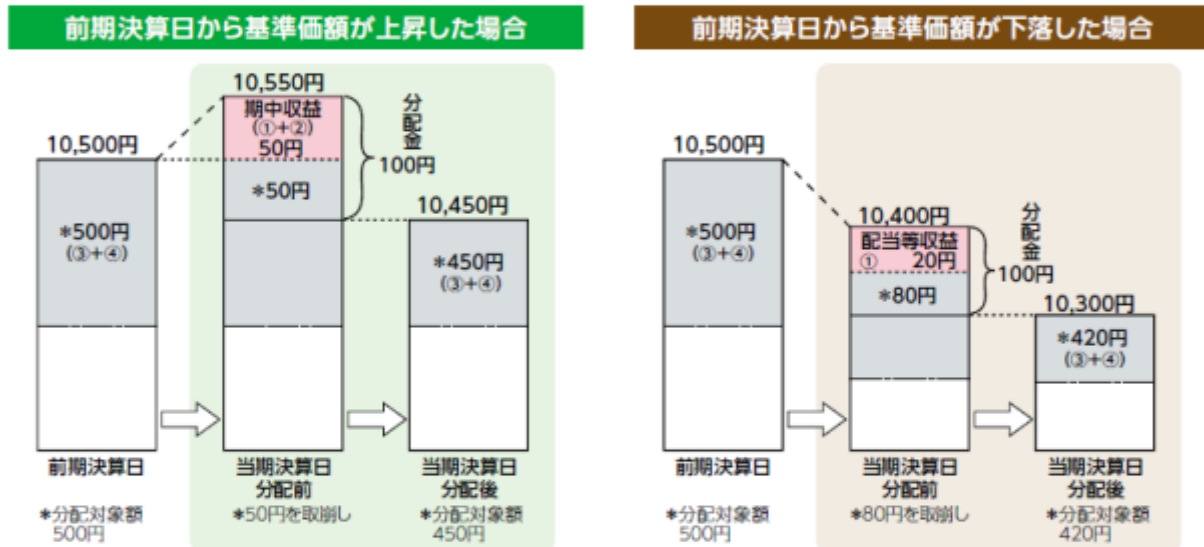 前期決算日から基準価額が上昇した場合
10,550円
期中収益
(①+②)
50円
分配金
100円
10,500円
*50円
10,450円
*500円
(③+④)
*450円
(③+④)
前期決算日
当期決算日
分配前
当期決算日
分配後
*分配対象額
500円
*50円を取崩し
*分配対象額
450円
前期決算日から基準価額が下落した場合
10,500円
10,400円
配当等収益
① 20円
分配金
100円
*500円
(③+④)
*80円
10,300円
*420円
(③+④)
前期決算日
当期決算日
分配前
当期決算日
分配後
*分配対象額
500円
*80円を取崩し
*分配対象額
420円